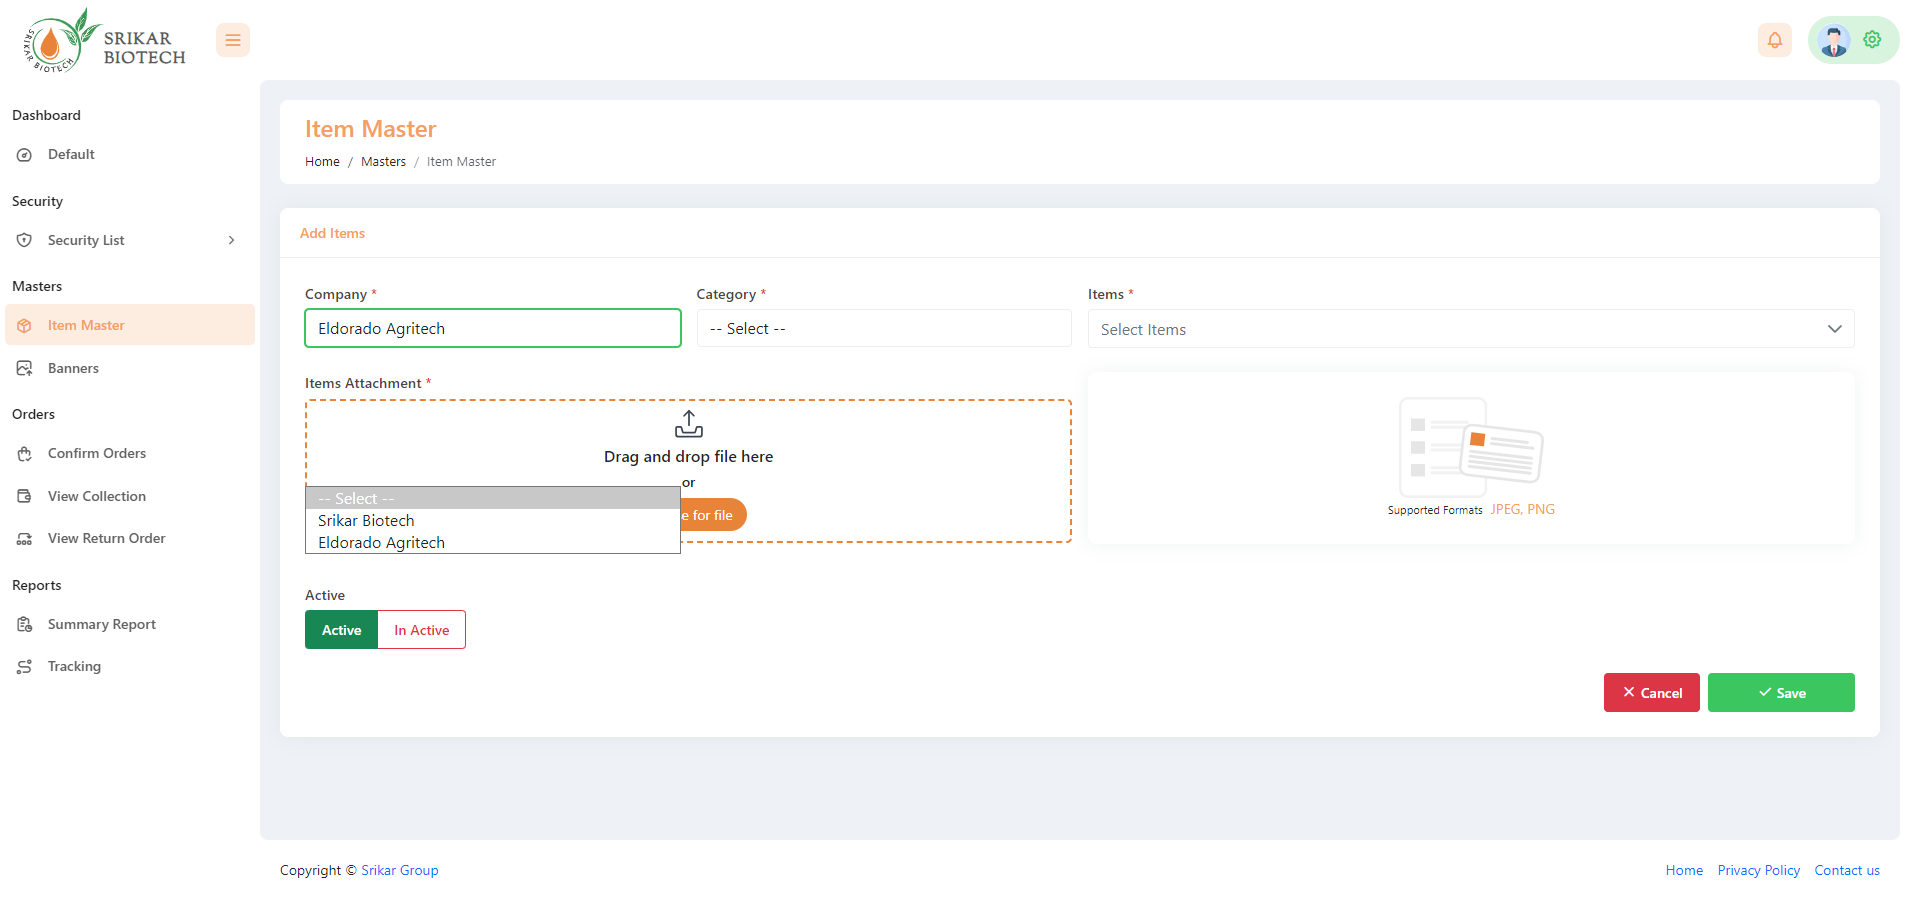 SRIKAR BIOTECH
SRIKAR
BIOTECH
Dashboard
Default
Security
Security List
Masters
Item Master
Banners
Orders
Confirm Orders
View Collection
View Return Order
Reports
Summary Report
Tracking
Item Master
Home / Masters / Item Master
Add Items
Company * Category * Items *
Eldorado Agritech -- Select -- Select Items
Items Attachment *
Drag and drop file here
or
e for file
-- Select --
Srikar Biotech
Eldorado Agritech
Supported Formats JPEG, PNG
Active
Active In Active
Cancel Save
Copyright © Srikar Group Home Privacy Policy Contact us